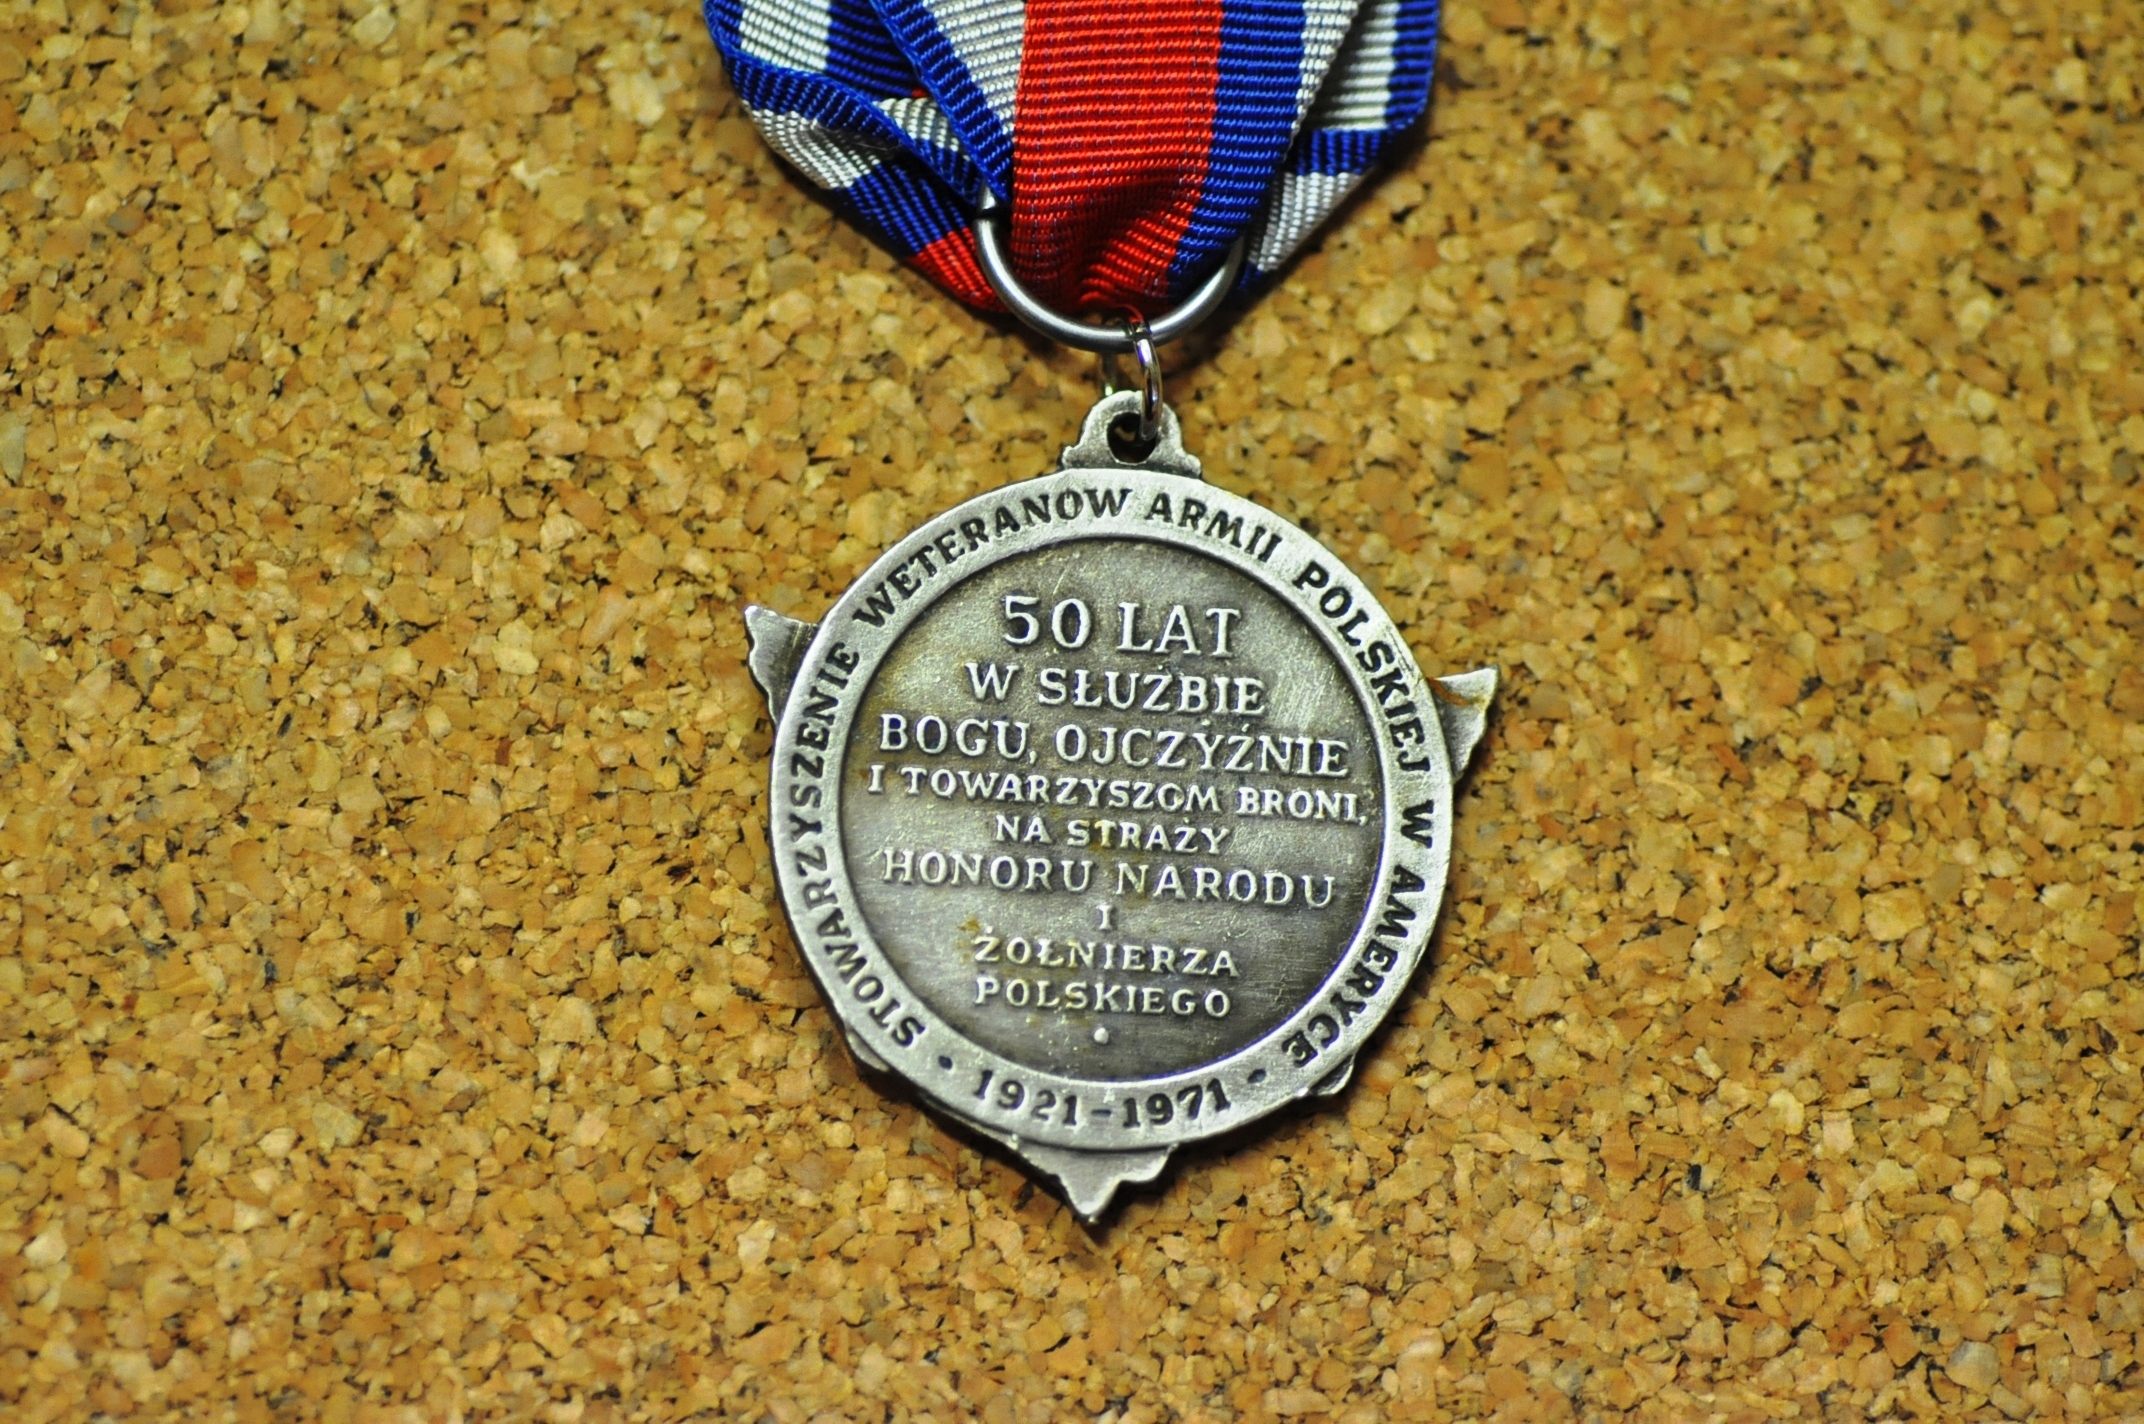 STOWARZYSZENIE WETERANOW ARMII POLSKIEJ W AMERYCE
50 LAT
W SŁUŻBIE
BOGU, OJCZYŹNIE
I TOWARZYSZOM BRONI,
NA STRAŻY
HONORU NARODU
I
ŻOŁNIERZA
POLSKIEGO
• 1921-1971 •